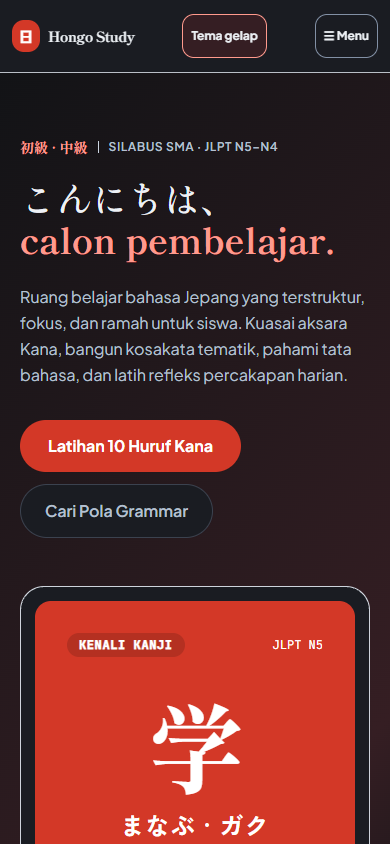 日 Hongo Study
Tema gelap
☰ Menu
初級 · 中級 | SILABUS SMA · JLPT N5–N4
こんにちは、
calon pembelajar.
Ruang belajar bahasa Jepang yang terstruktur,
fokus, dan ramah untuk siswa. Kuasai aksara
Kana, bangun kosakata tematik, pahami tata
bahasa, dan latih refleks percakapan harian.
Latihan 10 Huruf Kana
Cari Pola Grammar
KENALI KANJI
JLPT N5
学
まなぶ · ガク